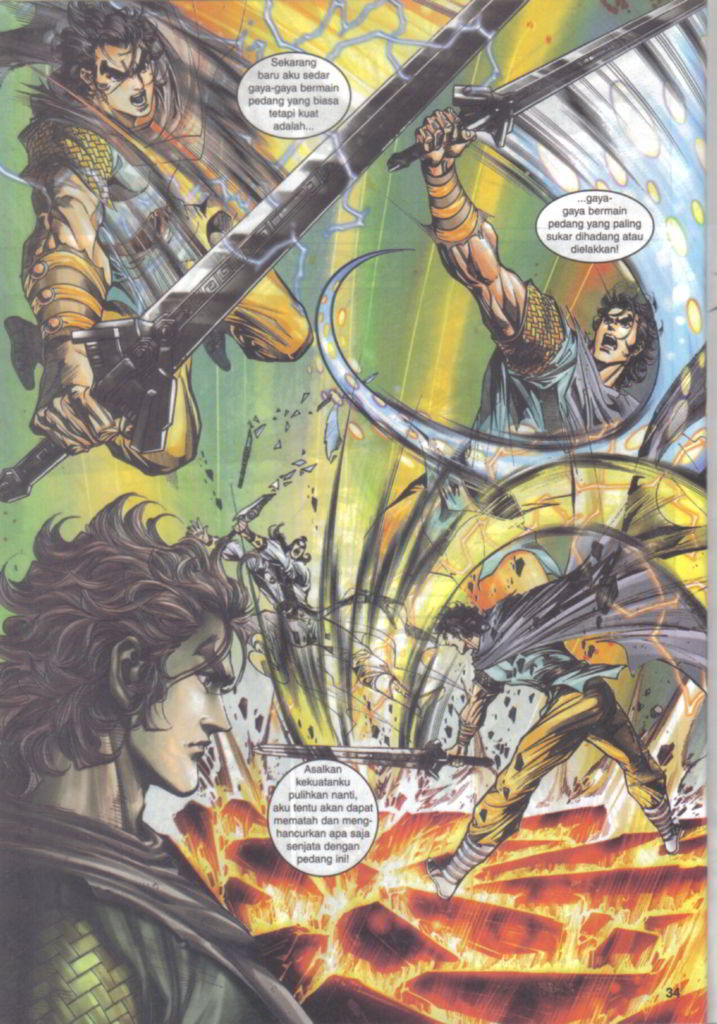 Sekarang
baru aku sedar
gaya-gaya bermain
pedang yang biasa
tetapi kuat
adalah...
...gaya-
gaya bermain
pedang yang paling
sukar dihadang atau
dielakkan!
Asalkan
kekuatanku
pulihkan nanti,
aku tentu akan dapat
mematah dan meng-
hancurkan apa saja
senjata dengan
pedang ini!
34